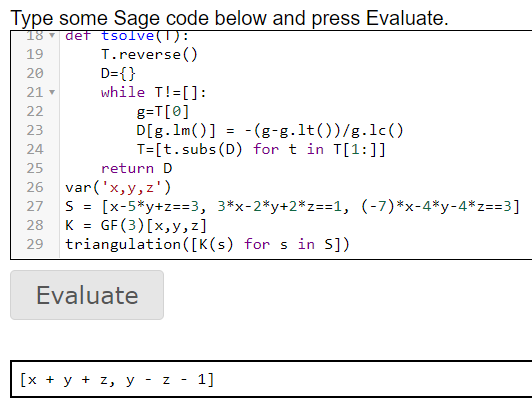 Type some Sage code below and press Evaluate.
18 def tsolve(T):
19 T.reverse()
20 D={}
21 while T!=[]:
22 g=T[0]
23 D[g.lm()] = -(g-g.lt())/g.lc()
24 T=[t.subs(D) for t in T[1:]]
25 return D
26 var('x,y,z')
27 S = [x-5*y+z==3, 3*x-2*y+2*z==1, (-7)*x-4*y-4*z==3]
28 K = GF(3)[x,y,z]
29 triangulation([K(s) for s in S])
Evaluate
[x + y + z, y - z - 1]